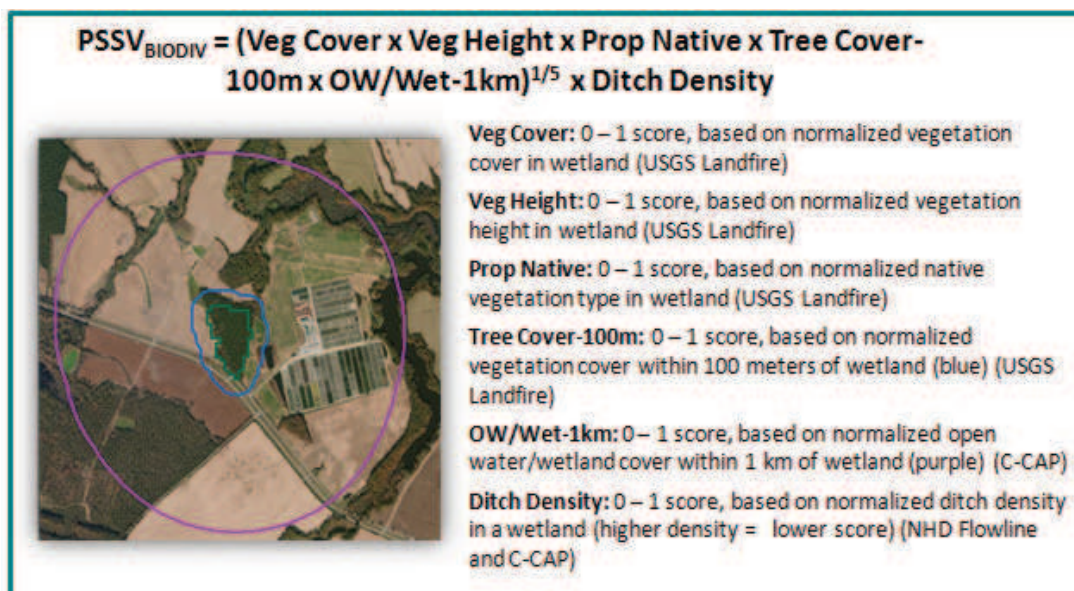 PSSVBIODIV = (Veg Cover x Veg Height x Prop Native x Tree Cover-
100m x OW/Wet-1km)1/5 x Ditch Density
Veg Cover: 0 – 1 score, based on normalized vegetation
cover in wetland (USGS Landfire)
Veg Height: 0 – 1 score, based on normalized vegetation
height in wetland (USGS Landfire)
Prop Native: 0 – 1 score, based on normalized native
vegetation type in wetland (USGS Landfire)
Tree Cover-100m: 0 – 1 score, based on normalized
vegetation cover within 100 meters of wetland (blue) (USGS
Landfire)
OW/Wet-1km: 0 – 1 score, based on normalized open
water/wetland cover within 1 km of wetland (purple) (C-CAP)
Ditch Density: 0 – 1 score, based on normalized ditch density
in a wetland (higher density = lower score) (NHD Flowline
and C-CAP)